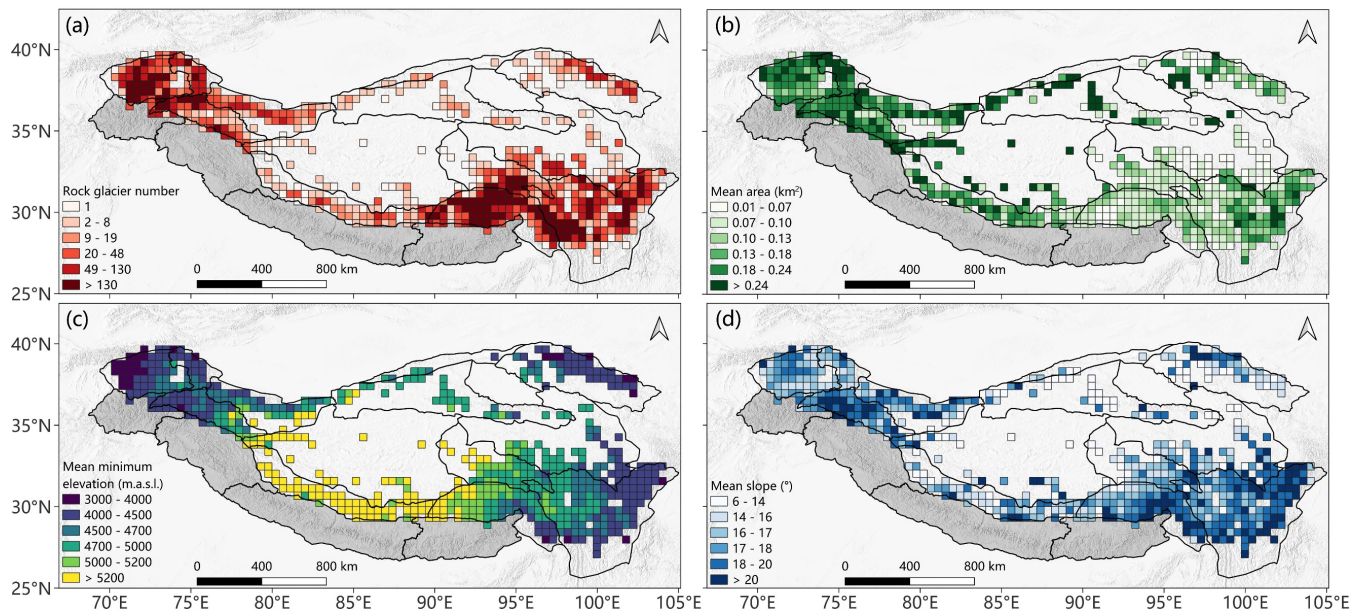 (a)
40°N
35°N
30°N
25°N
Rock glacier number
1
2 - 8
9 - 19
20 - 48
49 - 130
> 130
0 400 800 km
(b)
Mean area (km²)
0.01 - 0.07
0.07 - 0.10
0.10 - 0.13
0.13 - 0.18
0.18 - 0.24
> 0.24
0 400 800 km
(c)
40°N
35°N
30°N
25°N
Mean minimum
elevation (m.a.s.l.)
3000 - 4000
4000 - 4500
4500 - 4700
4700 - 5000
5000 - 5200
> 5200
0 400 800 km
70°E 75°E 80°E 85°E 90°E 95°E 100°E 105°E
(d)
Mean slope (°)
6 - 14
14 - 16
16 - 17
17 - 18
18 - 20
> 20
0 400 800 km
70°E 75°E 80°E 85°E 90°E 95°E 100°E 105°E